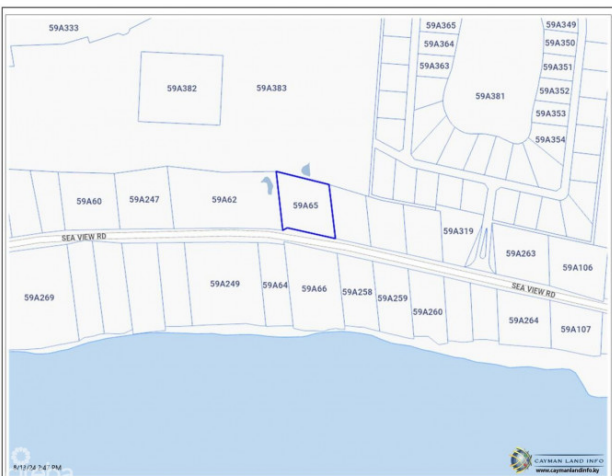 59A333
59A365
59A364
59A363
59A349
59A350
59A351
59A352
59A353
59A354
59A381
59A382
59A383
59A60
59A247
59A62
59A65
59A319
59A263
59A106
SEA VIEW RD
SEA VIEW RD
59A269
59A249
59A64
59A66
59A258
59A259
59A260
59A264
59A107
CAYMAN LAND INFO
www.caymanlandinfo.ky